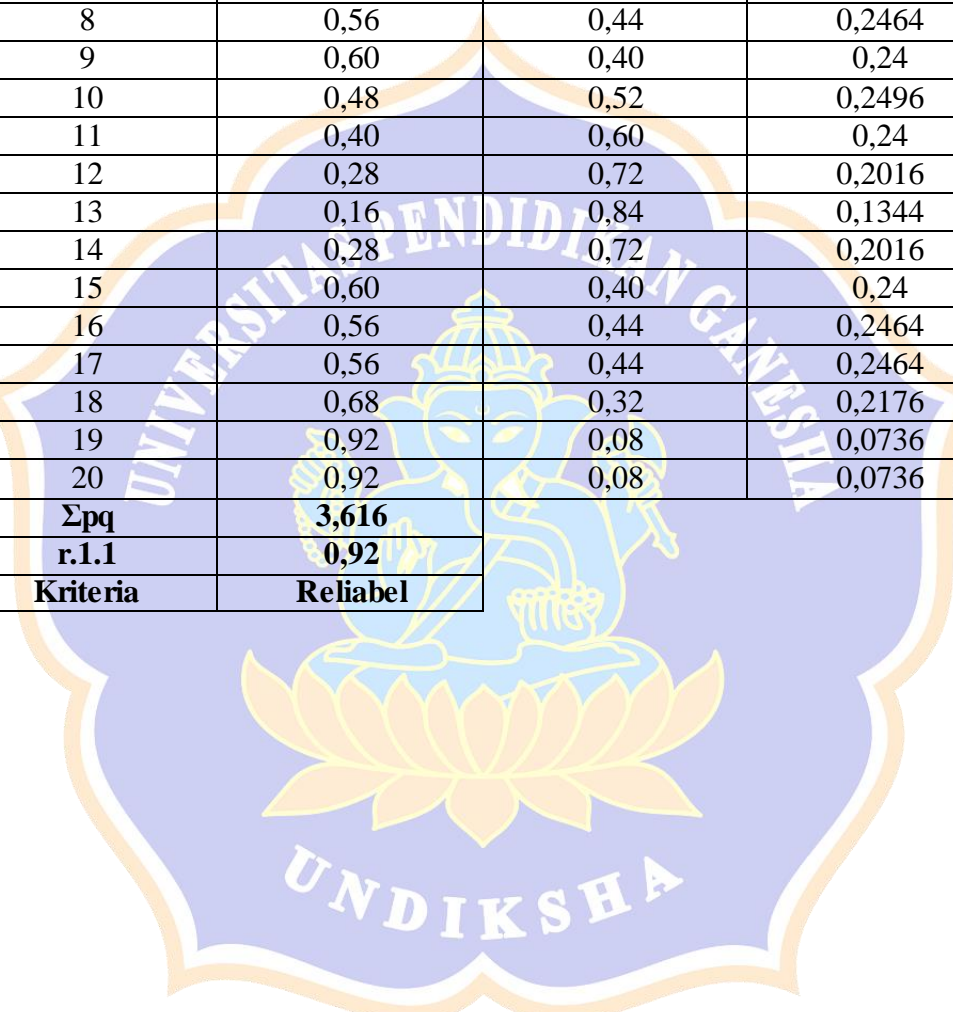 8 0,56 0,44 0,2464
9 0,60 0,40 0,24
10 0,48 0,52 0,2496
11 0,40 0,60 0,24
12 0,28 0,72 0,2016
13 0,16 0,84 0,1344
14 0,28 0,72 0,2016
15 0,60 0,40 0,24
16 0,56 0,44 0,2464
17 0,56 0,44 0,2464
18 0,68 0,32 0,2176
19 0,92 0,08 0,0736
20 0,92 0,08 0,0736
Σpq 3,616
r.1.1 0,92
Kriteria Reliabel
UNIVERSITAS PENDIDIKAN GANESHA
UNDIKSHA